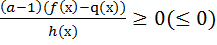 ((a−1)(f(x)−q(x)))/h(x) ≥ 0(≤ 0)